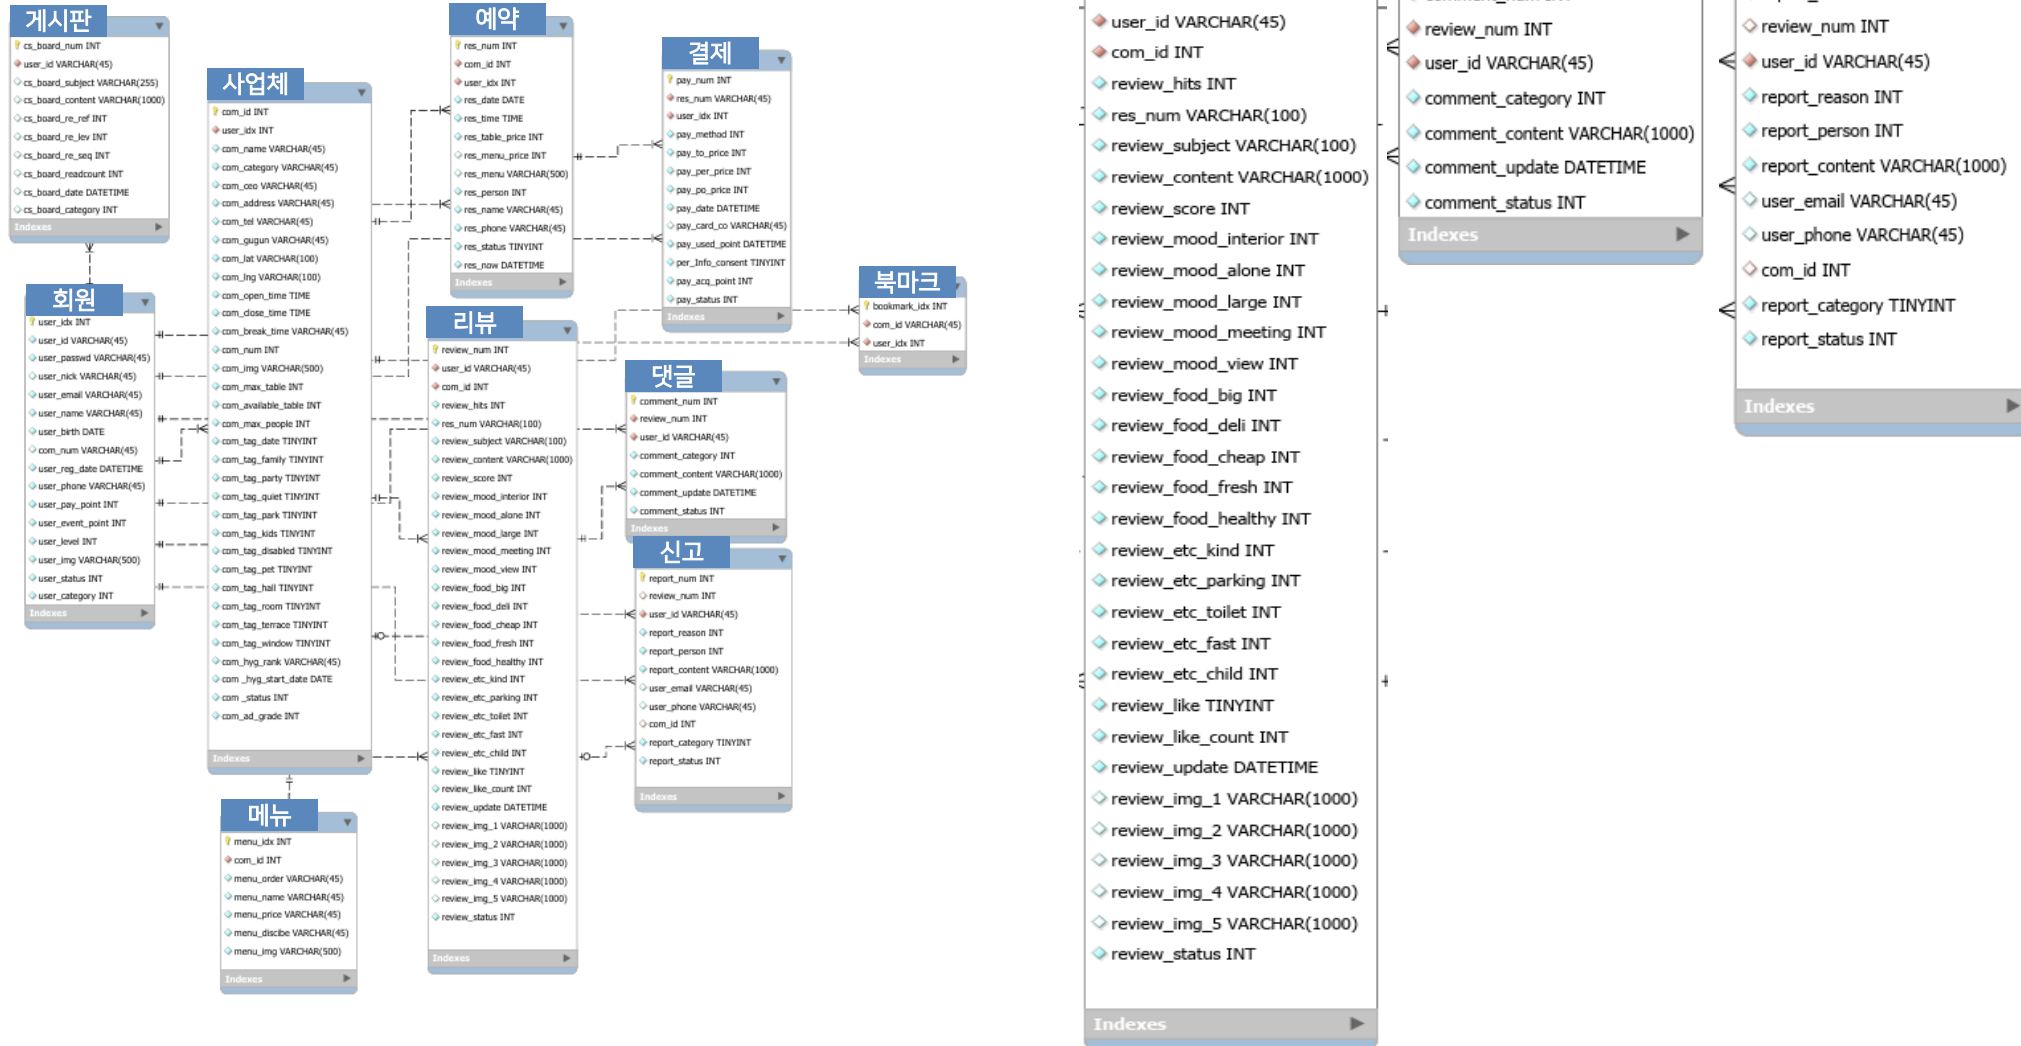 게시판
cs_board_num INT
user_id VARCHAR(45)
cs_board_subject VARCHAR(255)
cs_board_content VARCHAR(1000)
cs_board_re_ref INT
cs_board_re_lev INT
cs_board_re_seq INT
cs_board_readcount INT
cs_board_date DATETIME
cs_board_category INT
Indexes
회원
user_idx INT
user_id VARCHAR(45)
user_passwd VARCHAR(45)
user_nick VARCHAR(45)
user_email VARCHAR(45)
user_name VARCHAR(45)
user_birth DATE
com_num VARCHAR(45)
user_reg_date DATETIME
user_phone VARCHAR(45)
user_pay_point INT
user_event_point INT
user_level INT
user_img VARCHAR(500)
user_status INT
user_category INT
Indexes
사업체
com_id INT
user_idx INT
com_name VARCHAR(45)
com_category VARCHAR(45)
com_ceo VARCHAR(45)
com_address VARCHAR(45)
com_tel VARCHAR(45)
com_gugun VARCHAR(45)
com_lat VARCHAR(100)
com_lng VARCHAR(100)
com_open_time TIME
com_close_time TIME
com_break_time VARCHAR(45)
com_num INT
com_img VARCHAR(500)
com_max_table INT
com_available_table INT
com_max_people INT
com_tag_date TINYINT
com_tag_family TINYINT
com_tag_party TINYINT
com_tag_quiet TINYINT
com_tag_park TINYINT
com_tag_kids TINYINT
com_tag_disabled TINYINT
com_tag_pet TINYINT
com_tag_hall TINYINT
com_tag_room TINYINT
com_tag_terrace TINYINT
com_tag_window TINYINT
com_hyg_rank VARCHAR(45)
com _hyg_start_date DATE
com _status INT
com_ad_grade INT
Indexes
메뉴
menu_idx INT
com_id INT
menu_order VARCHAR(45)
menu_name VARCHAR(45)
menu_price VARCHAR(45)
menu_discibe VARCHAR(45)
menu_img VARCHAR(500)
Indexes
예약
res_num INT
com_id INT
user_idx INT
res_date DATE
res_time TIME
res_table_price INT
res_menu_price INT
res_menu VARCHAR(500)
res_person INT
res_name VARCHAR(45)
res_phone VARCHAR(45)
res_status TINYINT
res_now DATETIME
Indexes
리뷰
review_num INT
user_id VARCHAR(45)
com_id INT
review_hits INT
res_num VARCHAR(100)
review_subject VARCHAR(100)
review_content VARCHAR(1000)
review_score INT
review_mood_interior INT
review_mood_alone INT
review_mood_large INT
review_mood_meeting INT
review_mood_view INT
review_food_big INT
review_food_deli INT
review_food_cheap INT
review_food_fresh INT
review_food_healthy INT
review_etc_kind INT
review_etc_parking INT
review_etc_toilet INT
review_etc_fast INT
review_etc_child INT
review_like TINYINT
review_like_count INT
review_update DATETIME
review_img_1 VARCHAR(1000)
review_img_2 VARCHAR(1000)
review_img_3 VARCHAR(1000)
review_img_4 VARCHAR(1000)
review_img_5 VARCHAR(1000)
review_status INT
Indexes
결제
pay_num INT
res_num VARCHAR(45)
user_idx INT
pay_method INT
pay_to_price INT
pay_per_price INT
pay_po_price INT
pay_date DATETIME
pay_card_co VARCHAR(45)
pay_used_point DATETIME
per_Info_consent TINYINT
pay_acq_point INT
pay_status INT
Indexes
북마크
bookmark_idx INT
com_id VARCHAR(45)
user_idx INT
Indexes
댓글
comment_num INT
review_num INT
user_id VARCHAR(45)
comment_category INT
comment_content VARCHAR(1000)
comment_update DATETIME
comment_status INT
Indexes
신고
report_num INT
review_num INT
user_id VARCHAR(45)
report_reason INT
report_person INT
report_content VARCHAR(1000)
user_email VARCHAR(45)
user_phone VARCHAR(45)
com_id INT
report_category TINYINT
report_status INT
Indexes
user_id VARCHAR(45)
com_id INT
review_hits INT
res_num VARCHAR(100)
review_subject VARCHAR(100)
review_content VARCHAR(1000)
review_score INT
review_mood_interior INT
review_mood_alone INT
review_mood_large INT
review_mood_meeting INT
review_mood_view INT
review_food_big INT
review_food_deli INT
review_food_cheap INT
review_food_fresh INT
review_food_healthy INT
review_etc_kind INT
review_etc_parking INT
review_etc_toilet INT
review_etc_fast INT
review_etc_child INT
review_like TINYINT
review_like_count INT
review_update DATETIME
review_img_1 VARCHAR(1000)
review_img_2 VARCHAR(1000)
review_img_3 VARCHAR(1000)
review_img_4 VARCHAR(1000)
review_img_5 VARCHAR(1000)
review_status INT
Indexes
review_num INT
user_id VARCHAR(45)
comment_category INT
comment_content VARCHAR(1000)
comment_update DATETIME
comment_status INT
Indexes
review_num INT
user_id VARCHAR(45)
report_reason INT
report_person INT
report_content VARCHAR(1000)
user_email VARCHAR(45)
user_phone VARCHAR(45)
com_id INT
report_category TINYINT
report_status INT
Indexes